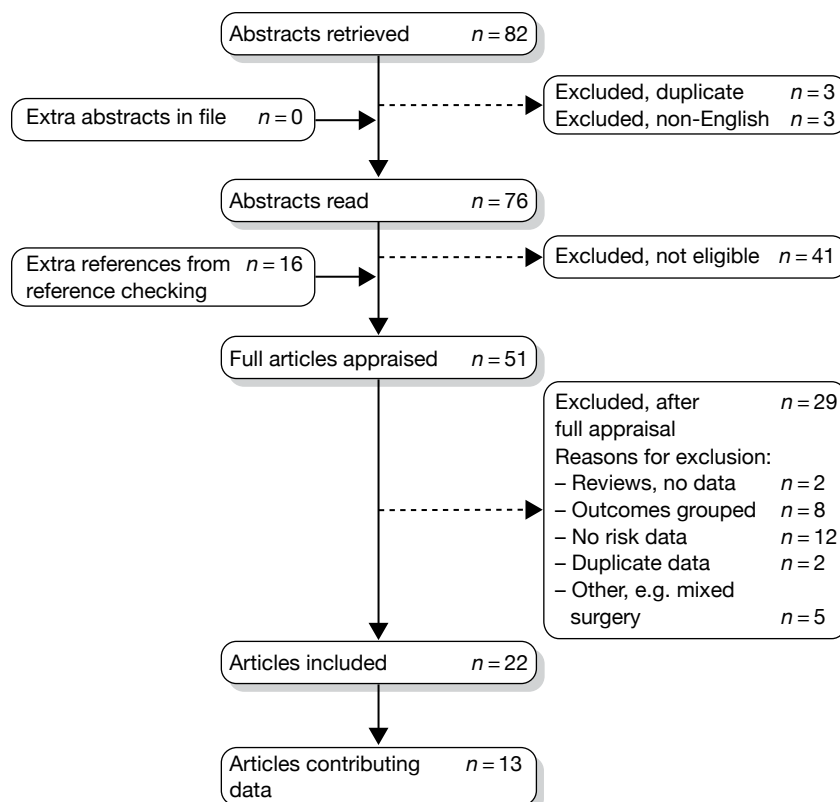 Abstracts retrieved n = 82
Extra abstracts in file n = 0
Excluded, duplicate n = 3
Excluded, non-English n = 3
Abstracts read n = 76
Extra references from n = 16
reference checking
Excluded, not eligible n = 41
Full articles appraised n = 51
Excluded, after n = 29
full appraisal
Reasons for exclusion:
– Reviews, no data n = 2
– Outcomes grouped n = 8
– No risk data n = 12
– Duplicate data n = 2
– Other, e.g. mixed
surgery n = 5
Articles included n = 22
Articles contributing n = 13
data